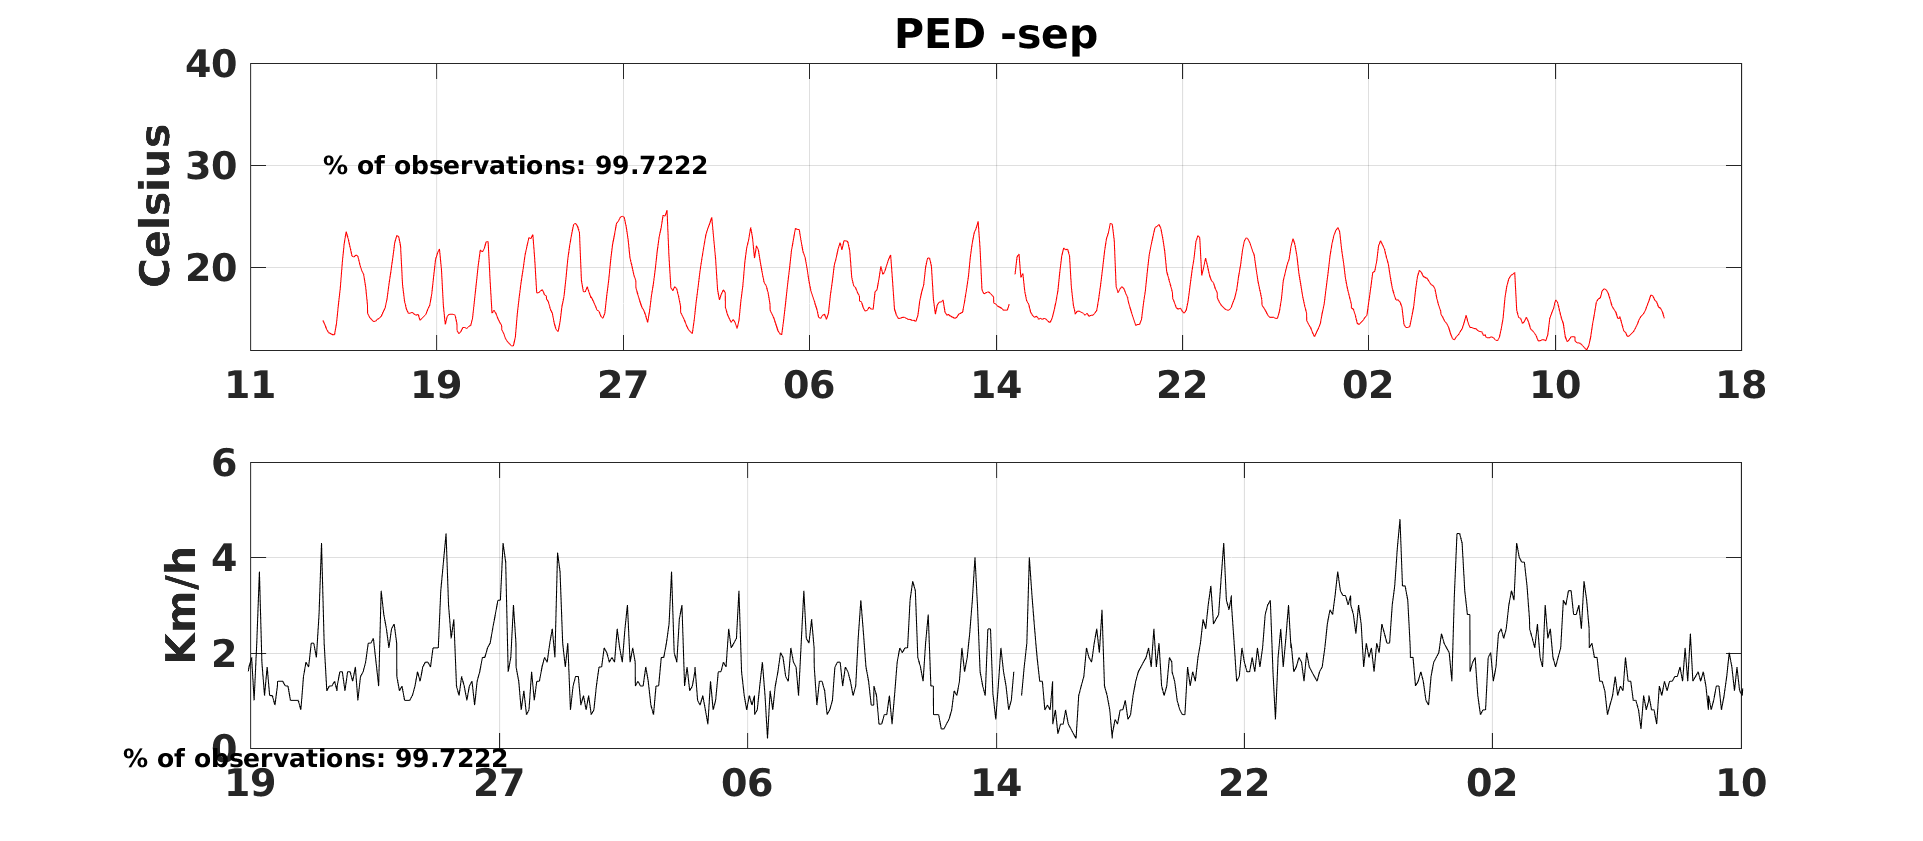 PED -sep
Celsius
40
30
20
% of observations: 99.7222
11 19 27 06 14 22 02 10 18
Km/h
6
4
2
0
% of observations: 99.7222
19 27 06 14 22 02 10